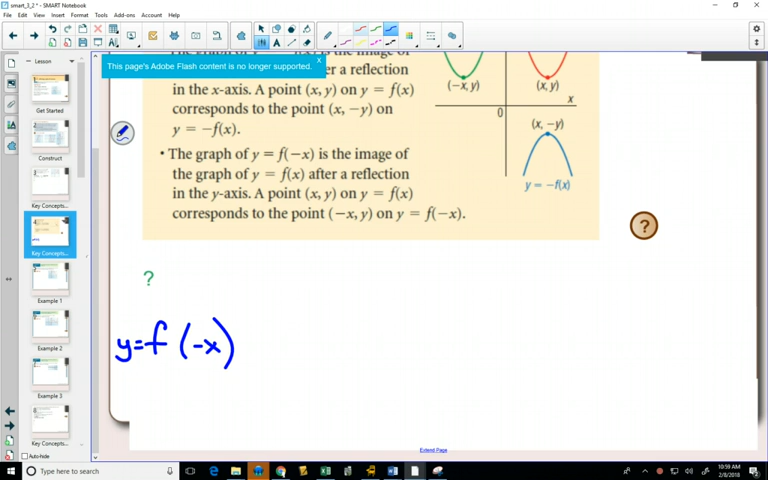 smart_3_2 * - SMART Notebook
File Edit View Insert Format Tools Add-ons Account Help
This page's Adobe Flash content is no longer supported.
x
Lesson
Get Started
Construct
Key Concepts...
Key Concepts...
Example 1
Example 2
Example 3
Key Concepts...
Auto-hide
er a reflection
in the x-axis. A point (x, y) on y = f(x)
corresponds to the point (x, −y) on
y = −f(x).
• The graph of y = f(−x) is the image of
the graph of y = f(x) after a reflection
in the y-axis. A point (x, y) on y = f(x)
corresponds to the point (−x, y) on y = f(−x).
(−x, y)
(x, y)
x
0
(x, −y)
y = −f(x)
?
?
y=f(-x)
Extend Page
Type here to search
10:59 AM
2/8/2018